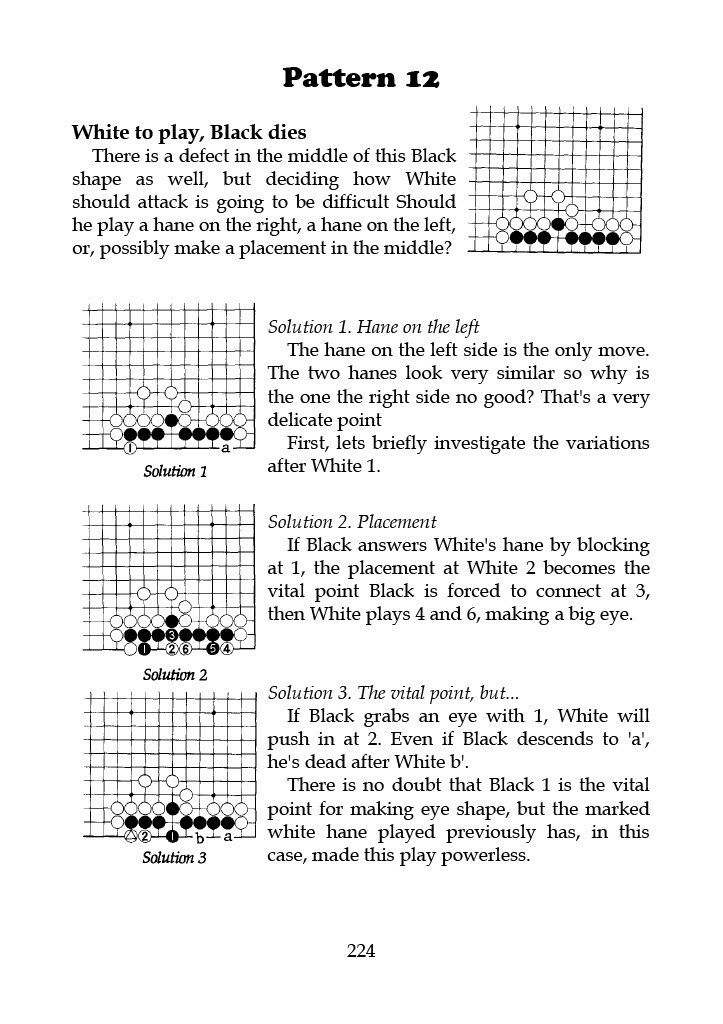 Pattern 12
White to play, Black dies
There is a defect in the middle of this Black
shape as well, but deciding how White
should attack is going to be difficult Should
he play a hane on the right, a hane on the left,
or, possibly make a placement in the middle?
Solution 1. Hane on the left
The hane on the left side is the only move.
The two hanes look very similar so why is
the one the right side no good? That's a very
delicate point
First, lets briefly investigate the variations
after White 1.
1 a
Solution 1
Solution 2. Placement
If Black answers White's hane by blocking
at 1, the placement at White 2 becomes the
vital point Black is forced to connect at 3,
then White plays 4 and 6, making a big eye.
3
1 2 6 5 4
Solution 2
Solution 3. The vital point, but...
If Black grabs an eye with 1, White will
push in at 2. Even if Black descends to 'a',
he's dead after White b'.
There is no doubt that Black 1 is the vital
point for making eye shape, but the marked
white hane played previously has, in this
case, made this play powerless.
2 1 b a
Solution 3
224